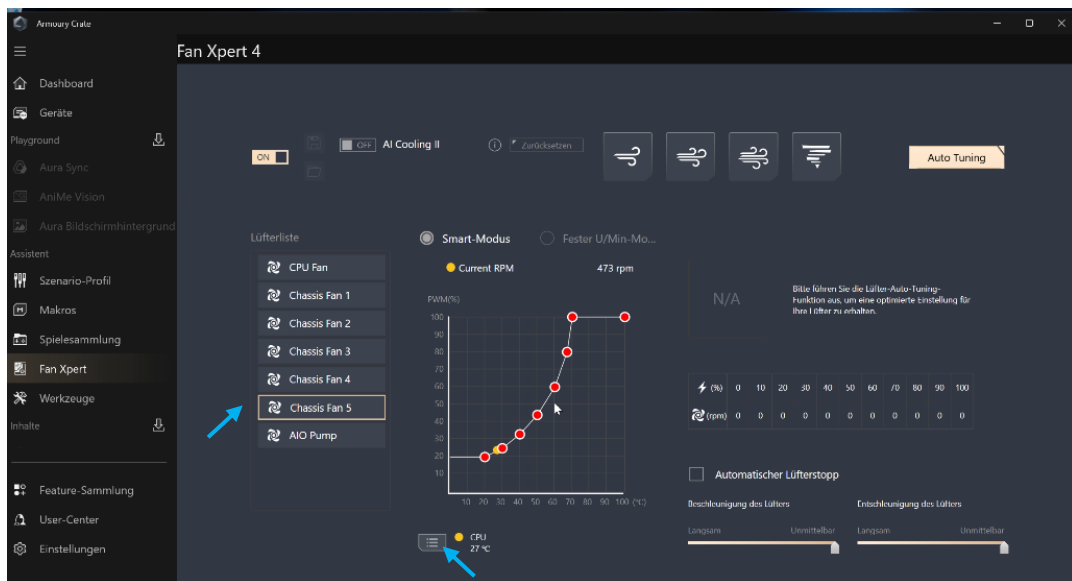 Armoury Crate
Fan Xpert 4
Dashboard
Geräte
Playground
Aura Sync
AniMe Vision
Aura Bildschirmhintergrund
Assistent
Szenario-Profil
Makros
Spielesammlung
Fan Xpert
Werkzeuge
Inhalte
Feature-Sammlung
User-Center
Einstellungen
ON
OFF AI Cooling II
Zurücksetzen
Auto Tuning
Lüfterliste
CPU Fan
Chassis Fan 1
Chassis Fan 2
Chassis Fan 3
Chassis Fan 4
Chassis Fan 5
AIO Pump
Smart-Modus Fester U/Min-Mo...
Current RPM 473 rpm
PWM(%)
100
90
80
70
60
50
40
30
20
10
10 20 30 40 50 60 70 80 90 100 (°C)
CPU
27 °C
N/A
Bitte führen Sie die Lüfter-Auto-Tuning-
Funktion aus, um eine optimierte Einstellung für
Ihre Lüfter zu erhalten.
(%) 0 10 20 30 40 50 60 70 80 90 100
(rpm) 0 0 0 0 0 0 0 0 0 0 0
Automatischer Lüfterstopp
Beschleunigung des Lüfters Entschleunigung des Lüfters
Langsam Unmittelbar Langsam Unmittelbar